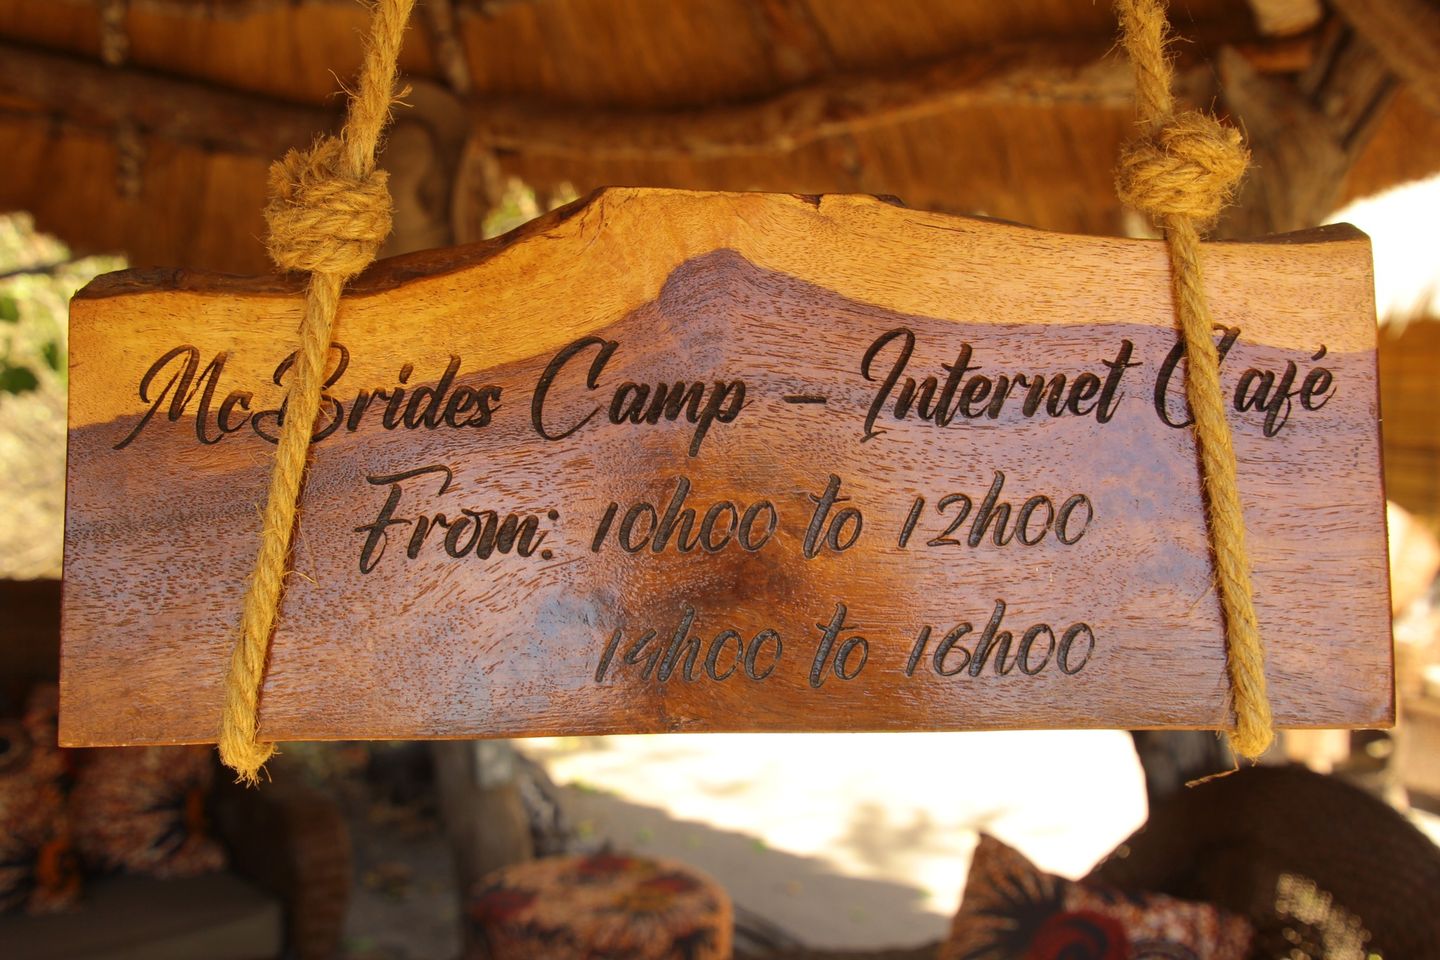 McBrides Camp – Internet Café
From: 10h00 to 12h00
14h00 to 16h00